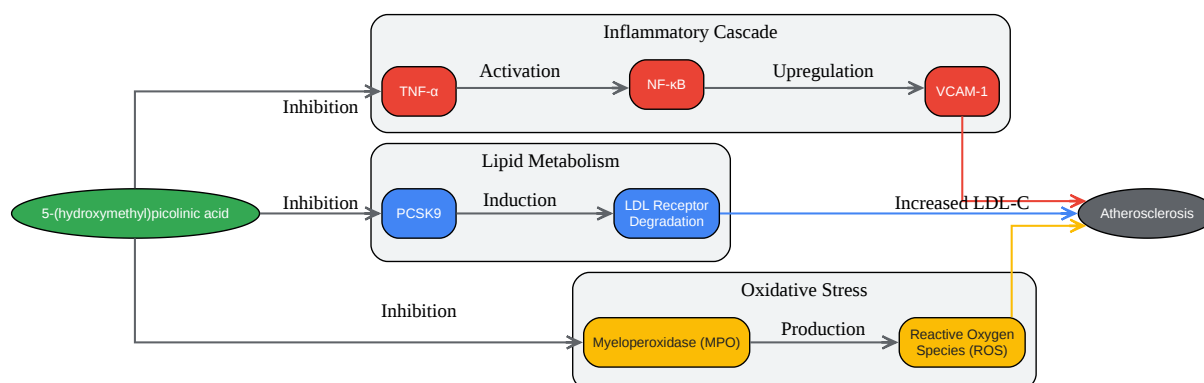 Inflammatory Cascade
TNF-α
Activation
NF-κB
Upregulation
VCAM-1
Inhibition
Lipid Metabolism
5-(hydroxymethyl)picolinic acid
Inhibition
PCSK9
Induction
LDL Receptor
Degradation
Increased LDL-C
Atherosclerosis
Oxidative Stress
Inhibition
Myeloperoxidase (MPO)
Production
Reactive Oxygen
Species (ROS)